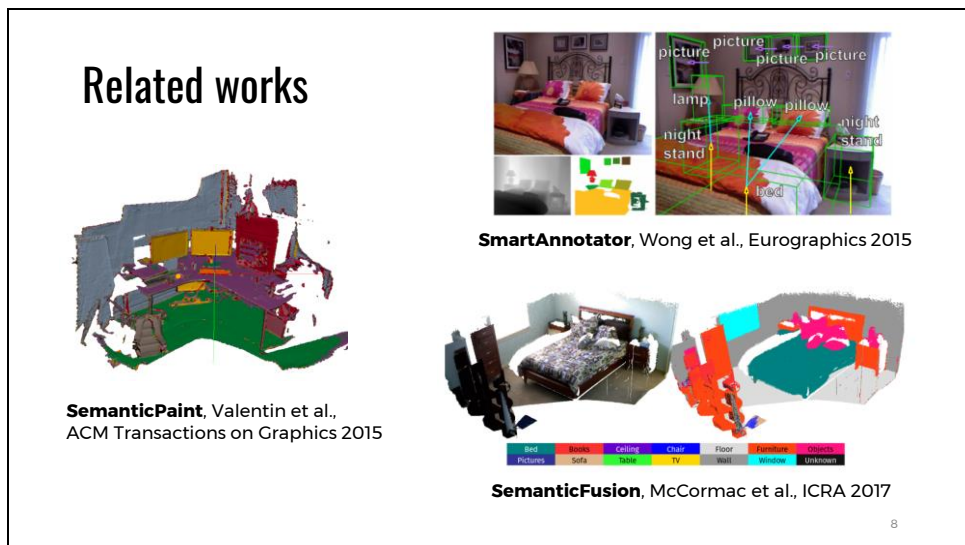 Related works
picture
picture
picture
picture
lamp
pillow
pillow
night
stand
night
stand
bed
SmartAnnotator, Wong et al., Eurographics 2015
SemanticPaint, Valentin et al.,
ACM Transactions on Graphics 2015
Bed Books Ceiling Chair Floor Furniture Objects
Pictures Sofa Table TV Wall Window Unknown
SemanticFusion, McCormac et al., ICRA 2017
8